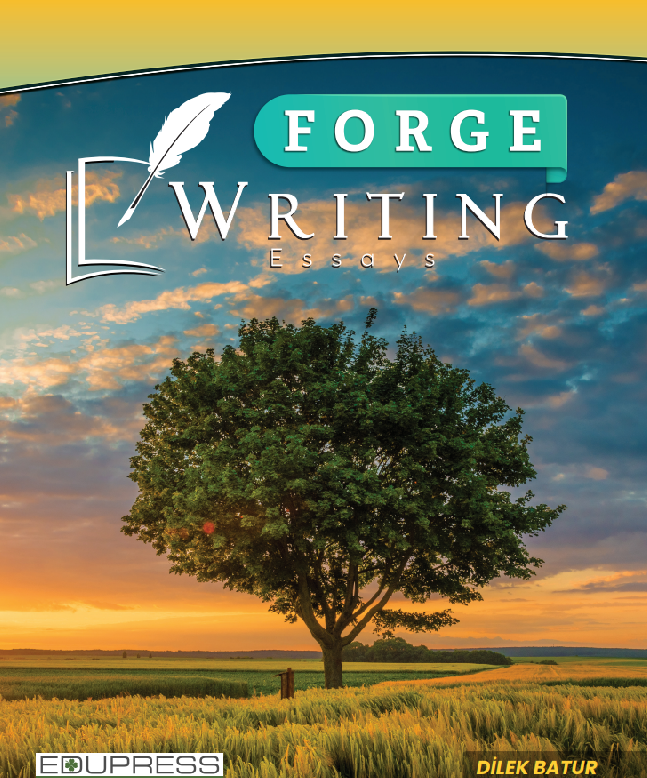 FORGE
WRITING
Essays
EDUPRESS
DİLEK BATUR